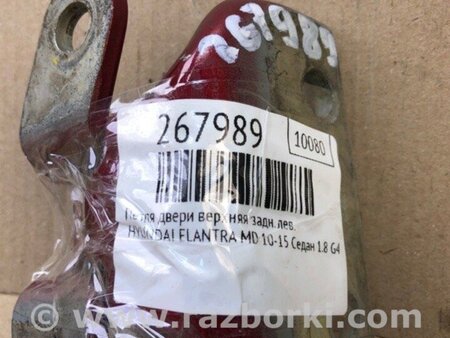 267989
267989
10080
Петля двери верхняя задн. лев.
HYUNDAI ELANTRA MD 10-15 Седан 1.8 G4
© www.razborki.com